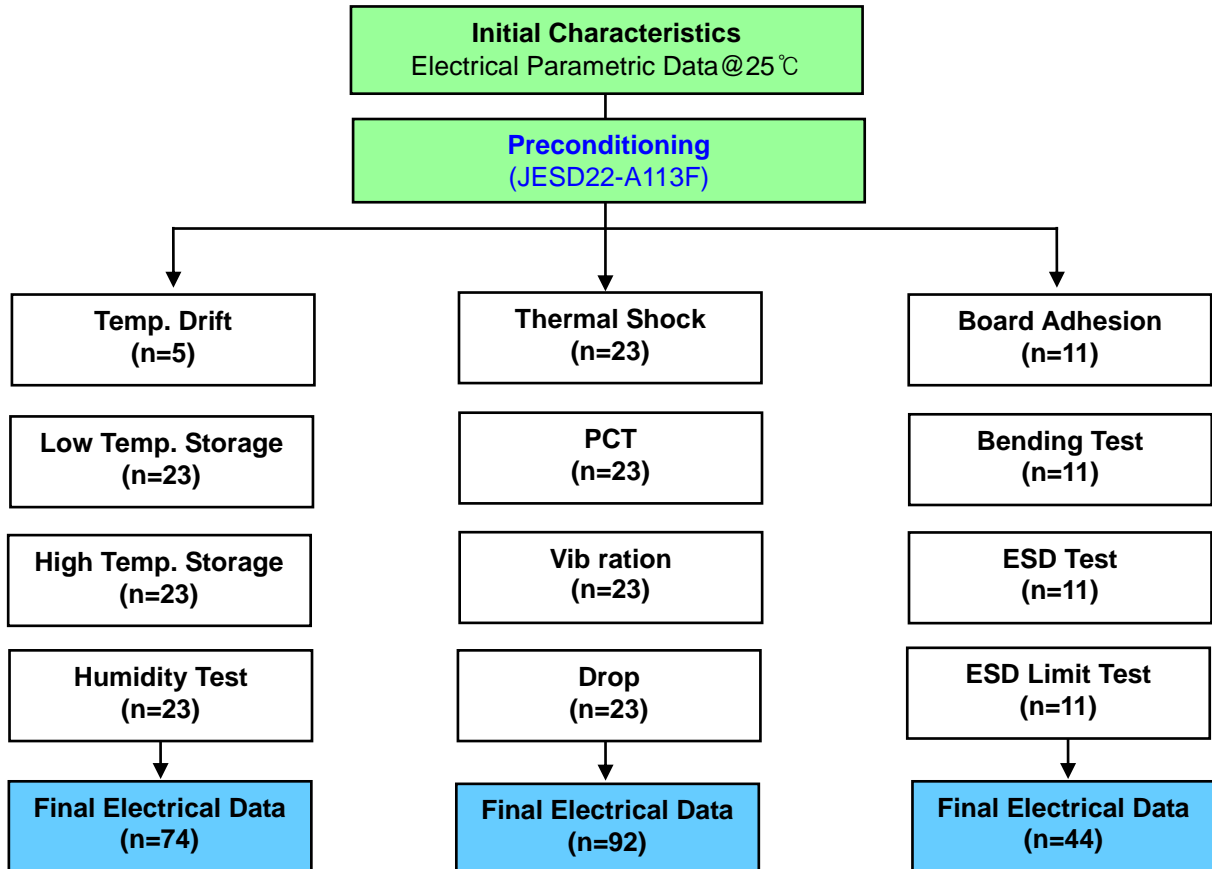 Initial Characteristics
Electrical Parametric Data@25℃
Preconditioning
(JESD22-A113F)
Temp. Drift
(n=5)
Thermal Shock
(n=23)
Board Adhesion
(n=11)
Low Temp. Storage
(n=23)
PCT
(n=23)
Bending Test
(n=11)
High Temp. Storage
(n=23)
Vib ration
(n=23)
ESD Test
(n=11)
Humidity Test
(n=23)
Drop
(n=23)
ESD Limit Test
(n=11)
Final Electrical Data
(n=74)
Final Electrical Data
(n=92)
Final Electrical Data
(n=44)